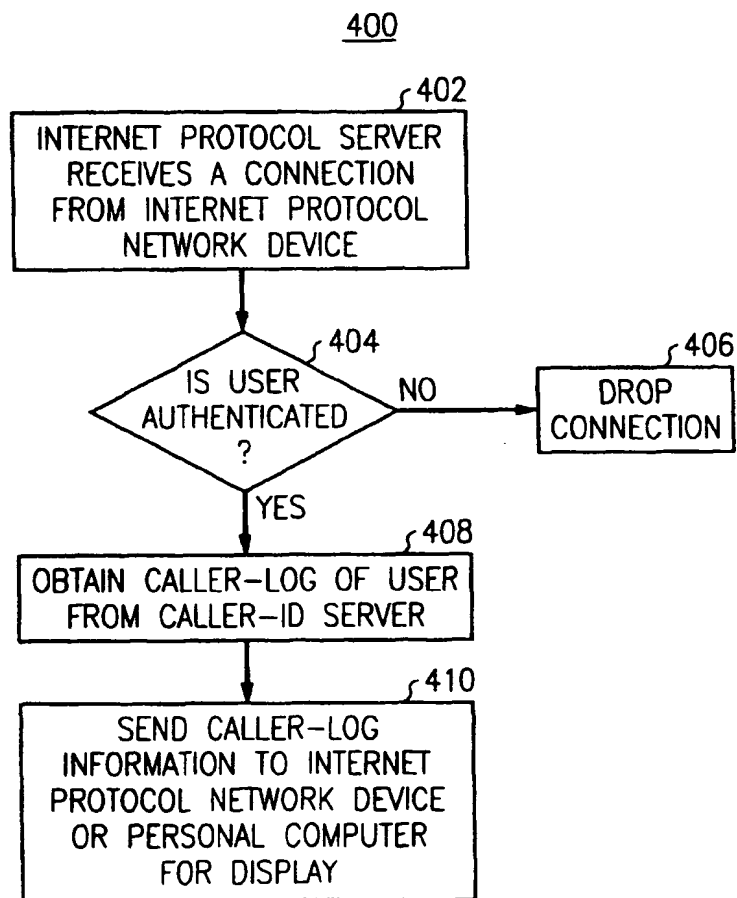 400
402
INTERNET PROTOCOL SERVER
RECEIVES A CONNECTION
FROM INTERNET PROTOCOL
NETWORK DEVICE
404
IS USER
AUTHENTICATED
?
NO
406
DROP
CONNECTION
YES
408
OBTAIN CALLER-LOG OF USER
FROM CALLER-ID SERVER
410
SEND CALLER-LOG
INFORMATION TO INTERNET
PROTOCOL NETWORK DEVICE
OR PERSONAL COMPUTER
FOR DISPLAY